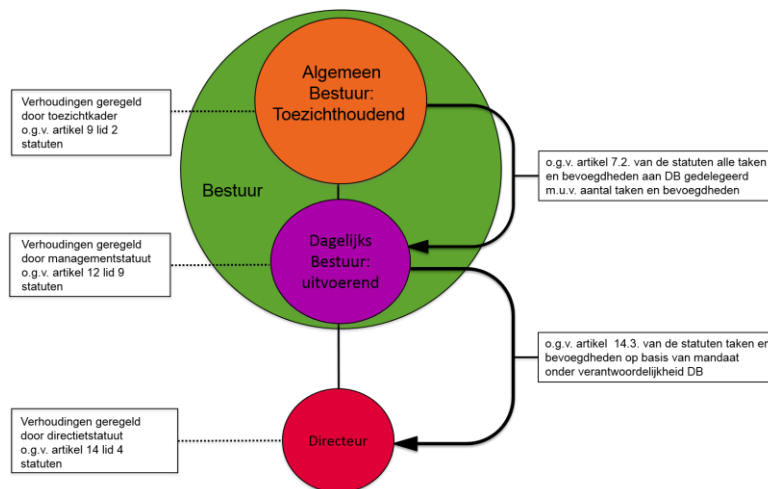 Algemeen
Bestuur:
Toezichthoudend
Verhoudingen geregeld
door toezichtkader
o.g.v. artikel 9 lid 2
statuten
o.g.v. artikel 7.2. van de statuten alle taken
en bevoegdheden aan DB gedelegeerd
m.u.v. aantal taken en bevoegdheden
Bestuur
Dagelijks
Bestuur:
uitvoerend
Verhoudingen geregeld
door managementstatuut
o.g.v. artikel 12 lid 9
statuten
o.g.v. artikel 14.3. van de statuten taken en
bevoegdheden op basis van mandaat
onder verantwoordelijkheid DB
Verhoudingen geregeld
door directietstatuut
o.g.v. artikel 14 lid 4
statuten
Directeur